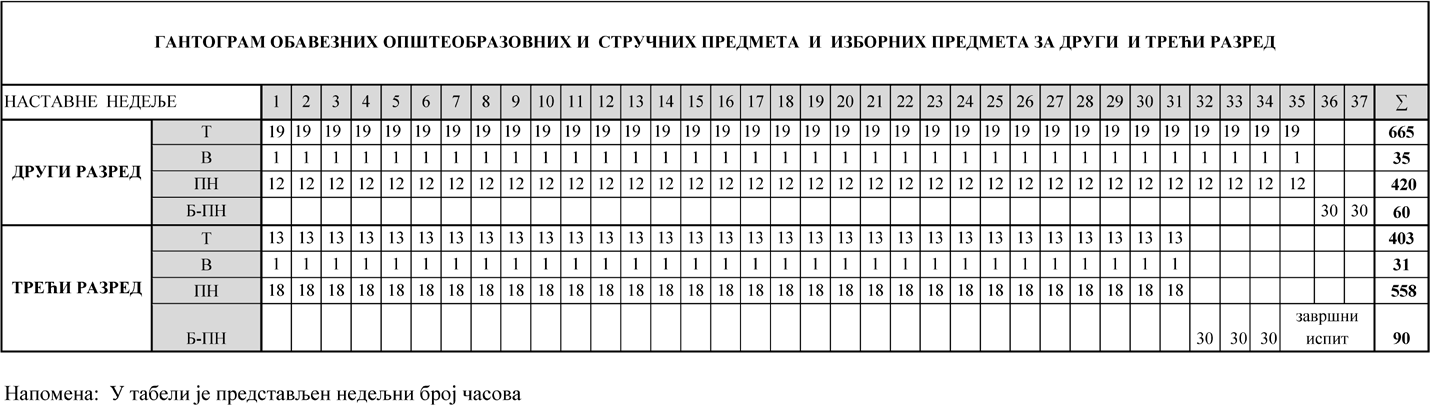 ГАНТОГРАМ ОБАВЕЗНИХ ОПШТЕОБРАЗОВНИХ И СТРУЧНИХ ПРЕДМЕТА И ИЗБОРНИХ ПРЕДМЕТА ЗА ДРУГИ И ТРЕЋИ РАЗРЕД
НАСТАВНЕ НЕДЕЉЕ 1 2 3 4 5 6 7 8 9 10 11 12 13 14 15 16 17 18 19 20 21 22 23 24 25 26 27 28 29 30 31 32 33 34 35 36 37 ∑
ДРУГИ РАЗРЕД
Т 19 19 19 19 19 19 19 19 19 19 19 19 19 19 19 19 19 19 19 19 19 19 19 19 19 19 19 19 19 19 19 19 19 19 19 665
В 1 1 1 1 1 1 1 1 1 1 1 1 1 1 1 1 1 1 1 1 1 1 1 1 1 1 1 1 1 1 1 1 1 1 1 35
ПН 12 12 12 12 12 12 12 12 12 12 12 12 12 12 12 12 12 12 12 12 12 12 12 12 12 12 12 12 12 12 12 12 12 12 12 420
Б-ПН 30 30 60
ТРЕЋИ РАЗРЕД
Т 13 13 13 13 13 13 13 13 13 13 13 13 13 13 13 13 13 13 13 13 13 13 13 13 13 13 13 13 13 13 13 403
В 1 1 1 1 1 1 1 1 1 1 1 1 1 1 1 1 1 1 1 1 1 1 1 1 1 1 1 1 1 1 1 31
ПН 18 18 18 18 18 18 18 18 18 18 18 18 18 18 18 18 18 18 18 18 18 18 18 18 18 18 18 18 18 18 18 558
Б-ПН 30 30 30 завршни
испит 90
Напомена: У табели је представљен недељни број часова